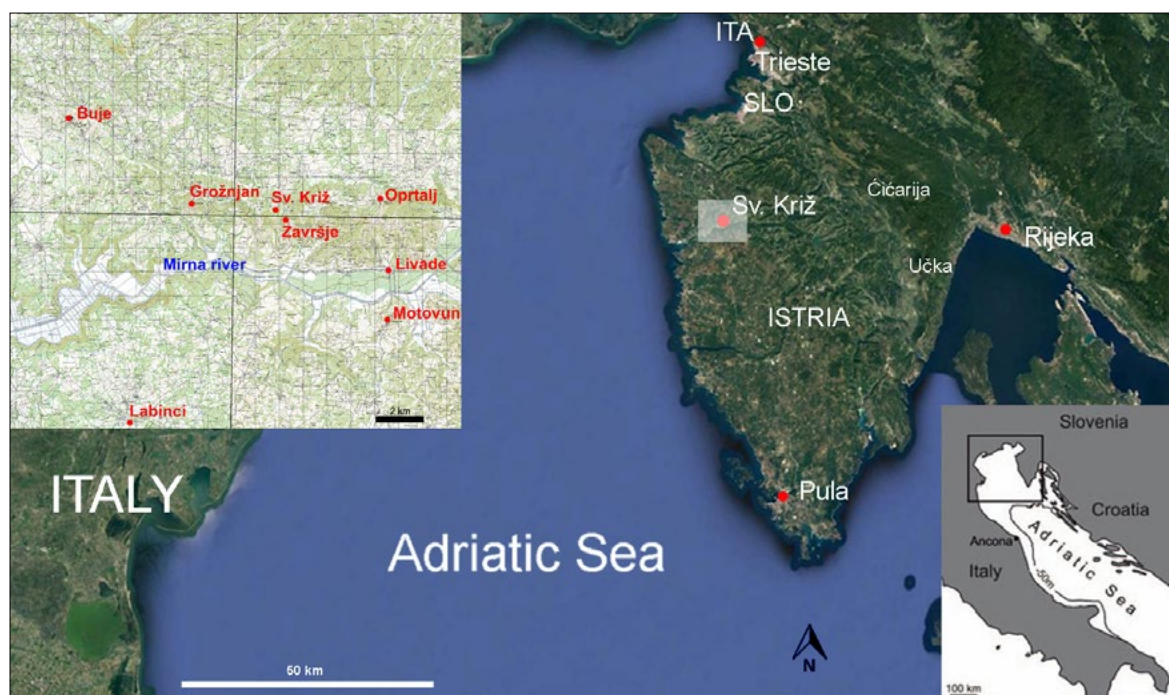 Buje
Grožnjan
Sv. Križ
Oprtalj
Završje
Mirna river
Livade
Motovun
Labinci
2 km
ITA
Trieste
SLO
Ćićarija
Sv. Križ
Rijeka
Učka
ISTRIA
Pula
ITALY
Adriatic Sea
N
50 km
Slovenia
Croatia
Ancona
Italy
-50m
Adriatic Sea
100 km